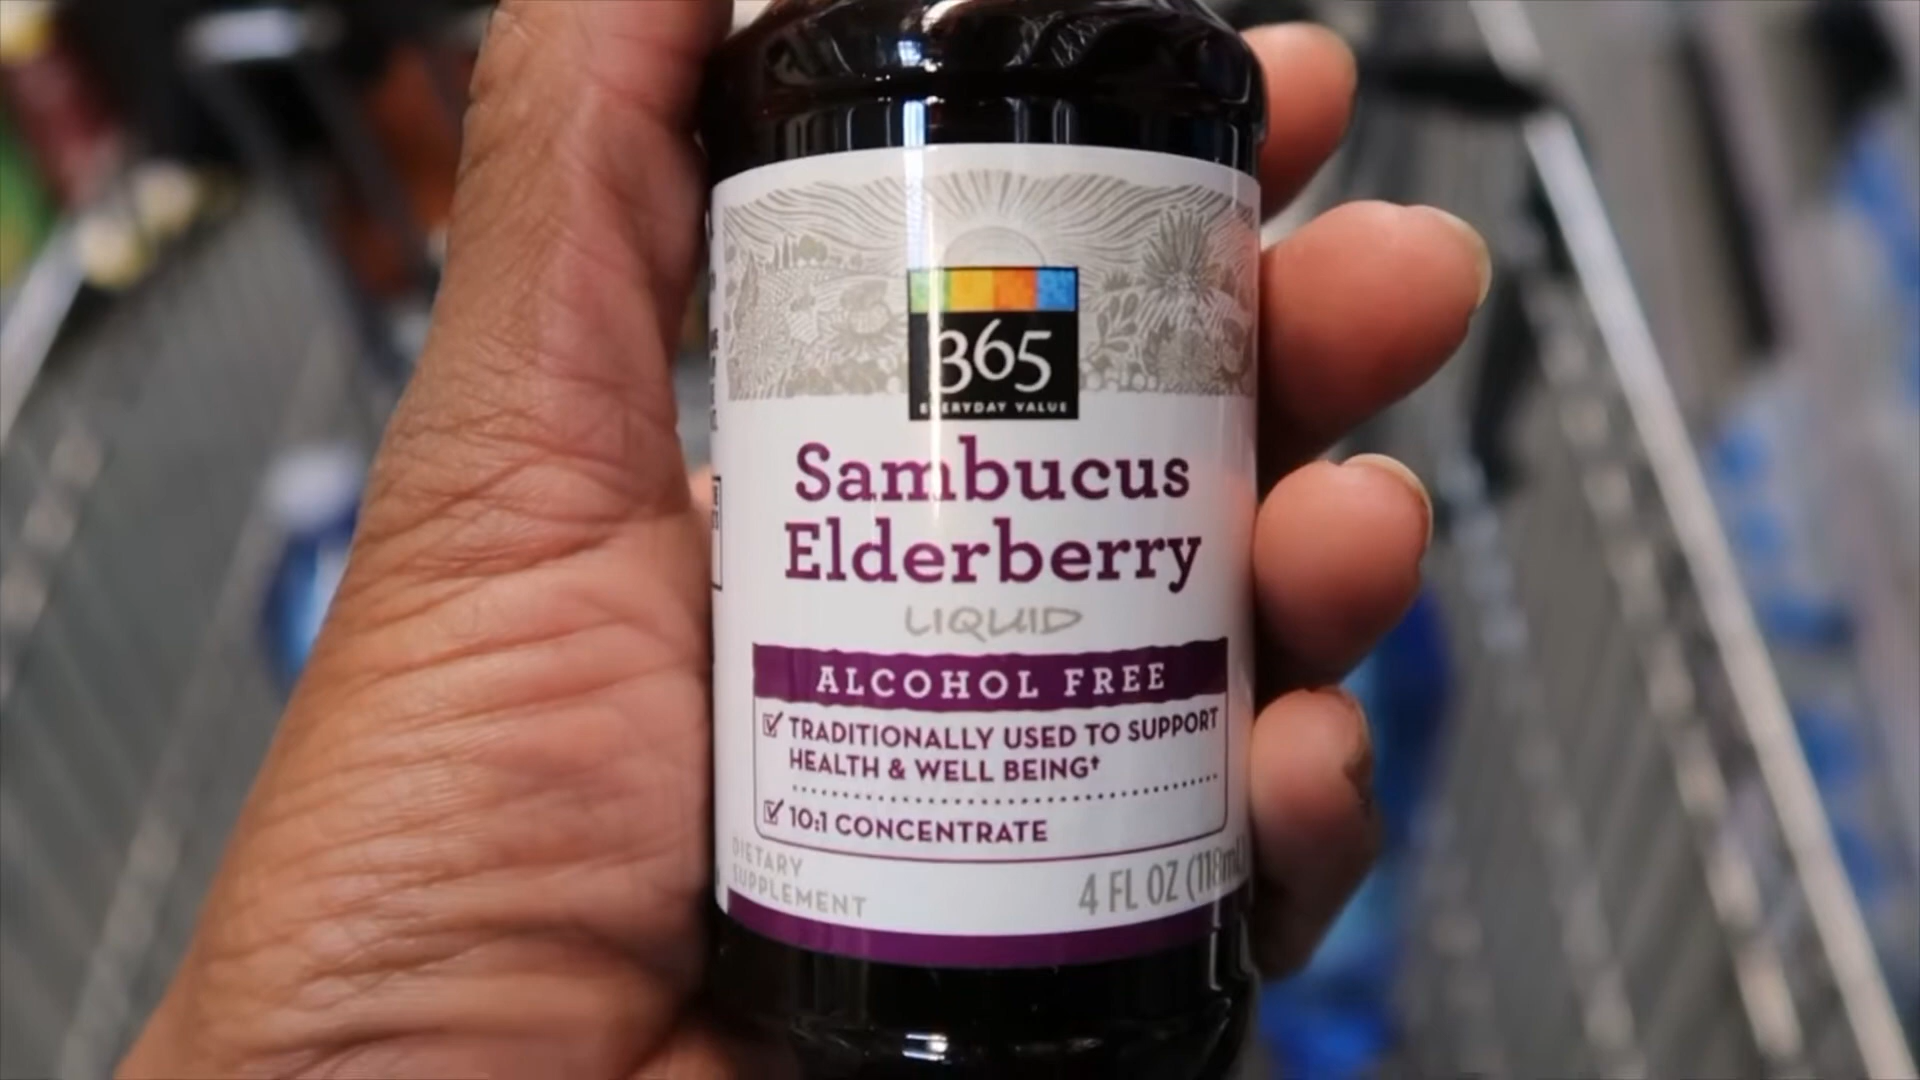 365
EVERYDAY VALUE
Sambucus
Elderberry
LIQUID
ALCOHOL FREE
TRADITIONALLY USED TO SUPPORT
HEALTH & WELL BEING†
10:1 CONCENTRATE
DIETARY
SUPPLEMENT
4 FL OZ (118mL)